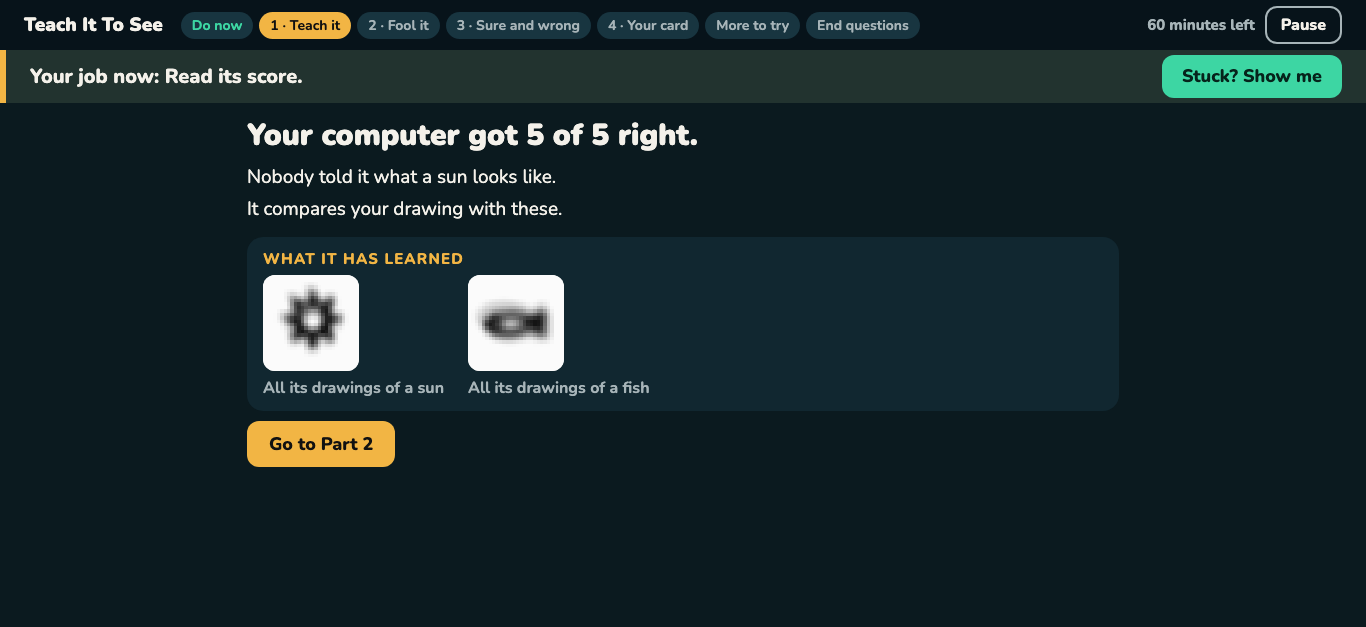 Teach It To See
Do now
1 · Teach it
2 · Fool it
3 · Sure and wrong
4 · Your card
More to try
End questions
60 minutes left
Pause
Your job now: Read its score.
Stuck? Show me
Your computer got 5 of 5 right.
Nobody told it what a sun looks like.
It compares your drawing with these.
WHAT IT HAS LEARNED
All its drawings of a sun
All its drawings of a fish
Go to Part 2